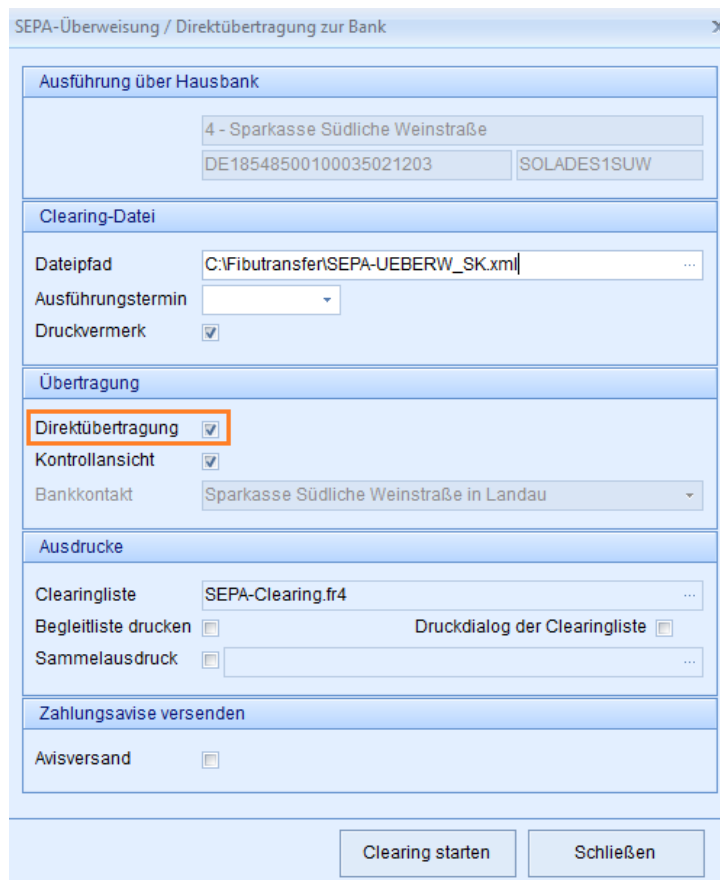 SEPA-Überweisung / Direktübertragung zur Bank
Ausführung über Hausbank
4 - Sparkasse Südliche Weinstraße
DE18548500100035021203 SOLADES1SUW
Clearing-Datei
Dateipfad C:\Fibutransfer\SEPA-UEBERW_SK.xml ...
Ausführungstermin
Druckvermerk
Übertragung
Direktübertragung
Kontrollansicht
Bankkontakt Sparkasse Südliche Weinstraße in Landau
Ausdrucke
Clearingliste SEPA-Clearing.fr4 ...
Begleitliste drucken Druckdialog der Clearingliste
Sammelausdruck ...
Zahlungsavise versenden
Avisversand
Clearing starten Schließen